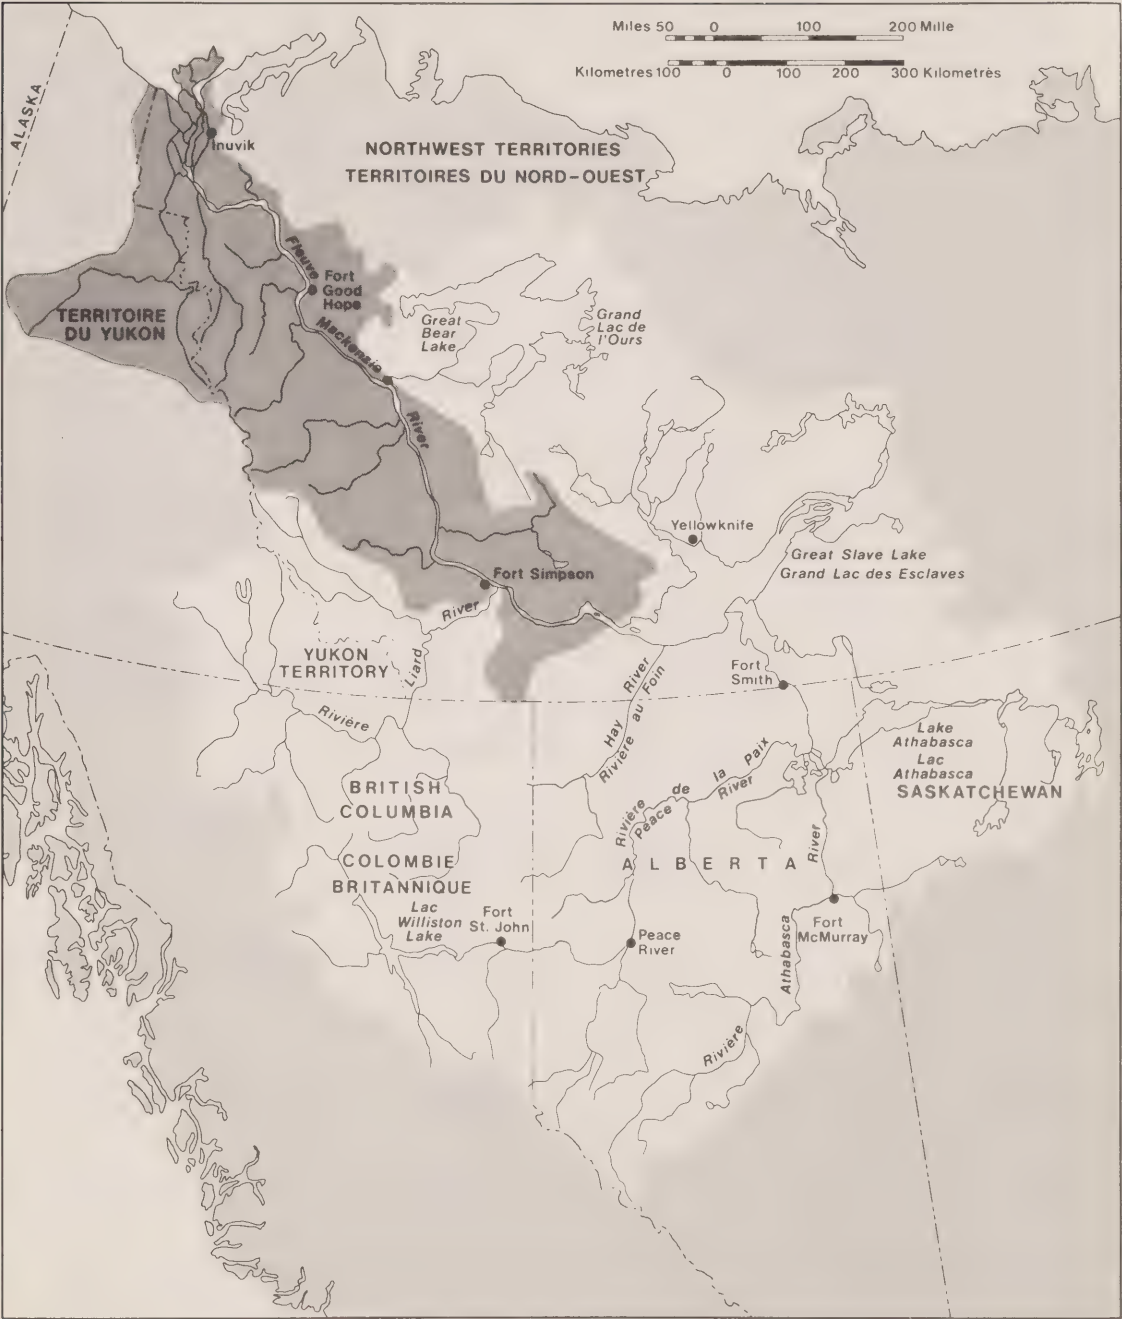 Miles 50 0 100 200 Mille
Kilometres 100 0 100 200 300 Kilometrès
ALASKA
Inuvik
NORTHWEST TERRITORIES
TERRITOIRES DU NORD-OUEST
Fleuve
Fort
Good
Hope
TERRITOIRE
DU YUKON
Mackenzie
River
Great
Bear
Lake
Grand
Lac de
l'Ours
Yellowknife
Great Slave Lake
Grand Lac des Esclaves
Fort Simpson
River
Liard
Rivière
YUKON
TERRITORY
Fort
Smith
Hay River
Rivière au Foin
Lake
Athabasca
Lac
Athabasca
SASKATCHEWAN
Rivière de la Paix
Peace River
BRITISH
COLUMBIA
COLOMBIE
BRITANNIQUE
ALBERTA
River
Lac
Williston
Lake
Fort
St. John
Peace
River
Fort
McMurray
Athabasca
Rivière